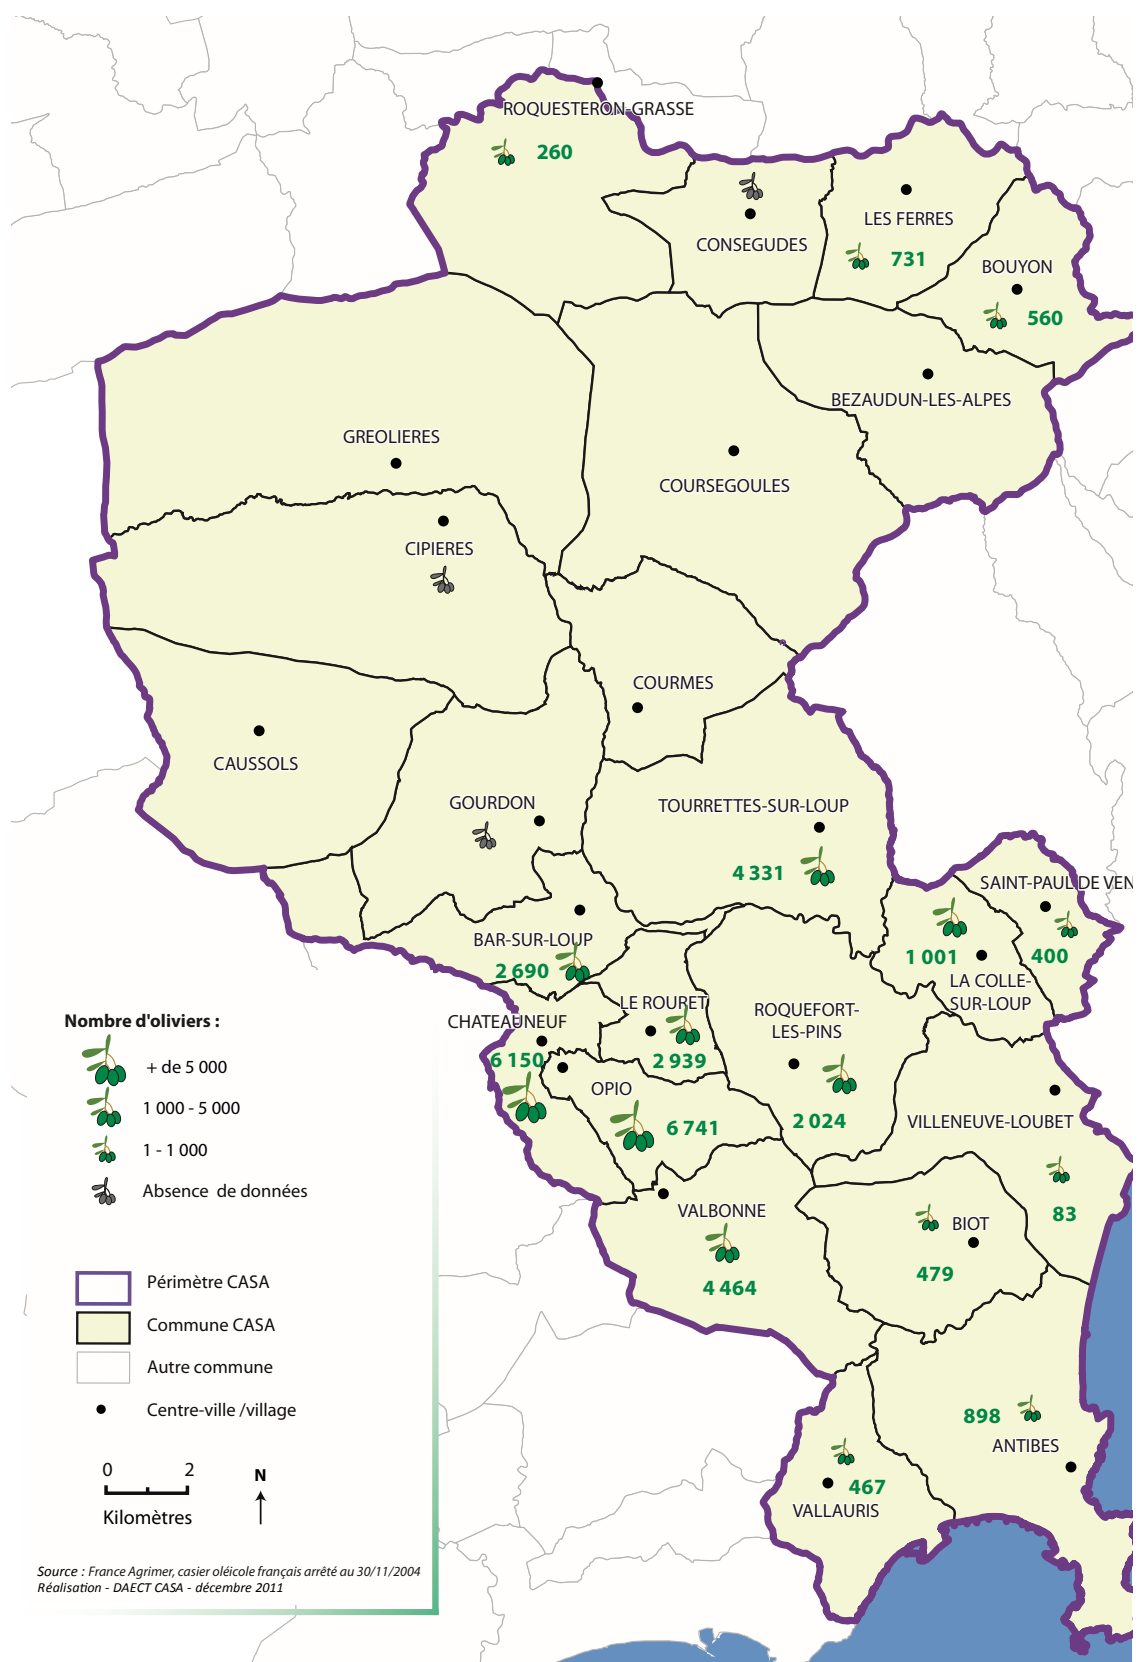 ROQUESTERON-GRASSE
260
CONSEGUDES
LES FERRES
731
BOUYON
560
BEZAUDUN-LES-ALPES
GREOLIERES
COURSEGOULES
CIPIERES
COURMES
CAUSSOLS
GOURDON
TOURRETTES-SUR-LOUP
4 331
SAINT-PAUL DE VEN
400
1 001
LA COLLE-
SUR-LOUP
BAR-SUR-LOUP
2 690
LE ROURET
2 939
ROQUEFORT-
LES-PINS
2 024
CHATEAUNEUF
6 150
OPIO
6 741
VILLENEUVE-LOUBET
83
VALBONNE
4 464
BIOT
479
898
ANTIBES
467
VALLAURIS
Nombre d'oliviers :
+ de 5 000
1 000 - 5 000
1 - 1 000
Absence de données
Périmètre CASA
Commune CASA
Autre commune
Centre-ville /village
0 2
Kilomètres
N
Source : France Agrimer, casier oléicole français arrêté au 30/11/2004
Réalisation - DAECT CASA - décembre 2011